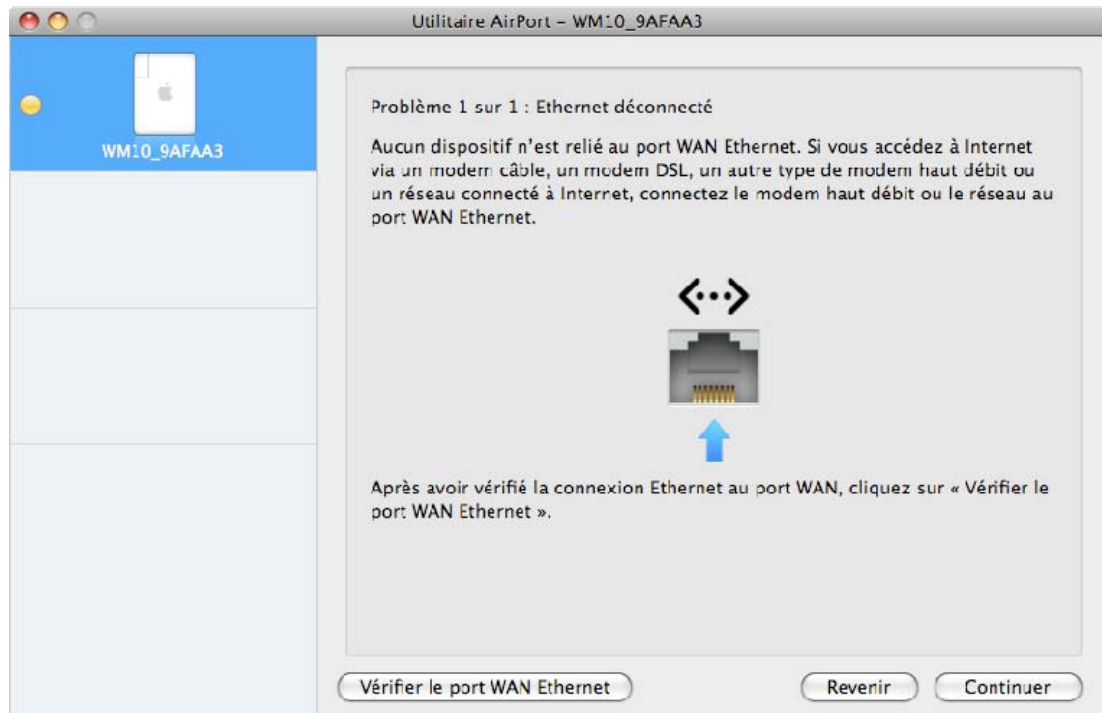 Utilitaire AirPort – WM10_9AFAA3
WM10_9AFAA3
Problème 1 sur 1 : Ethernet déconnecté
Aucun dispositif n'est relié au port WAN Ethernet. Si vous accédez à Internet
via un modem câble, un modem DSL, un autre type de modem haut débit ou
un réseau connecté à Internet, connectez le modem haut débit ou le réseau au
port WAN Ethernet.
Après avoir vérifié la connexion Ethernet au port WAN, cliquez sur « Vérifier le
port WAN Ethernet ».
Vérifier le port WAN Ethernet
Revenir
Continuer